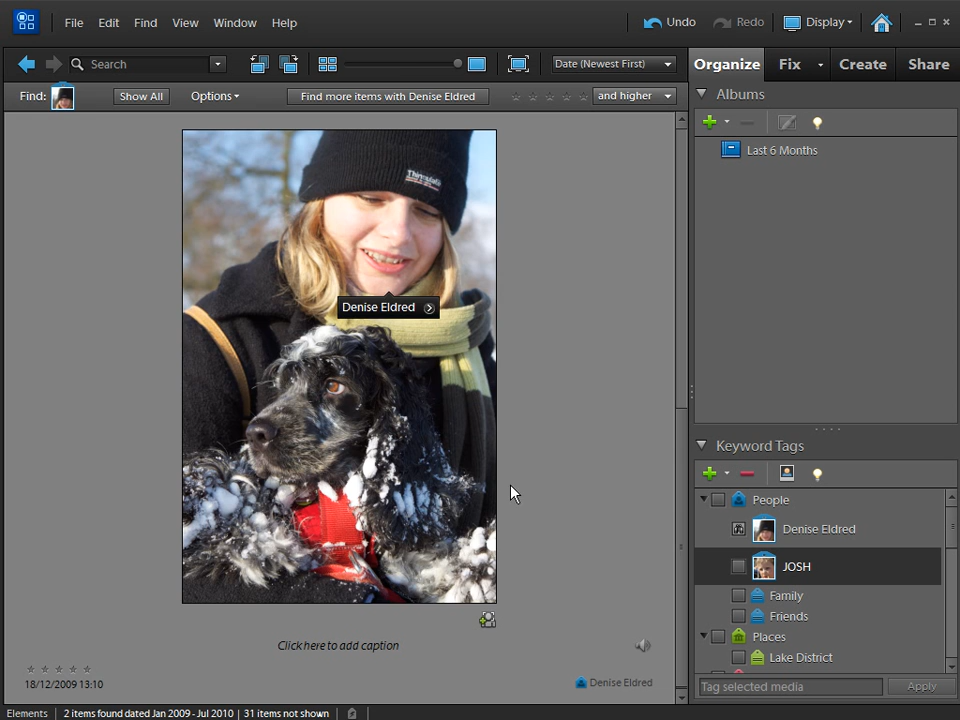 File Edit Find View Window Help Undo Redo Display
Search Date (Newest First) Organize Fix Create Share
Find: Show All Options Find more items with Denise Eldred and higher
Albums
Last 6 Months
Thinsulate
Denise Eldred
Keyword Tags
People
Denise Eldred
JOSH
Family
Friends
Places
Lake District
Click here to add caption
18/12/2009 13:10 Denise Eldred
Tag selected media Apply
Elements 2 items found dated Jan 2009 - Jul 2010 31 items not shown